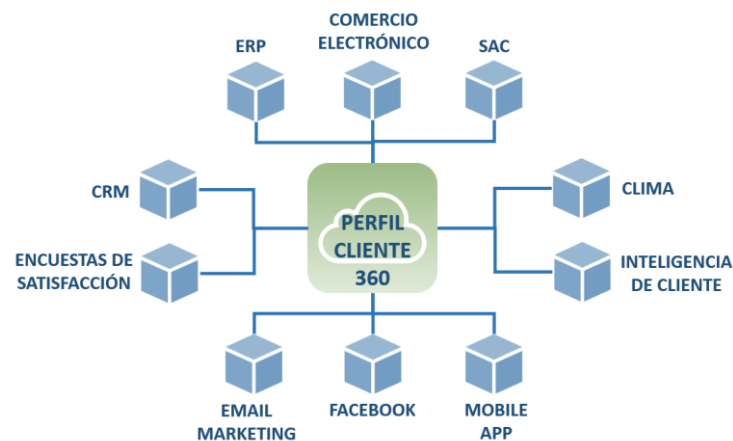 COMERCIO
ELECTRÓNICO
ERP
SAC
CRM
CLIMA
PERFIL
CLIENTE
360
ENCUESTAS DE
SATISFACCIÓN
INTELIGENCIA
DE CLIENTE
EMAIL
MARKETING
FACEBOOK
MOBILE
APP